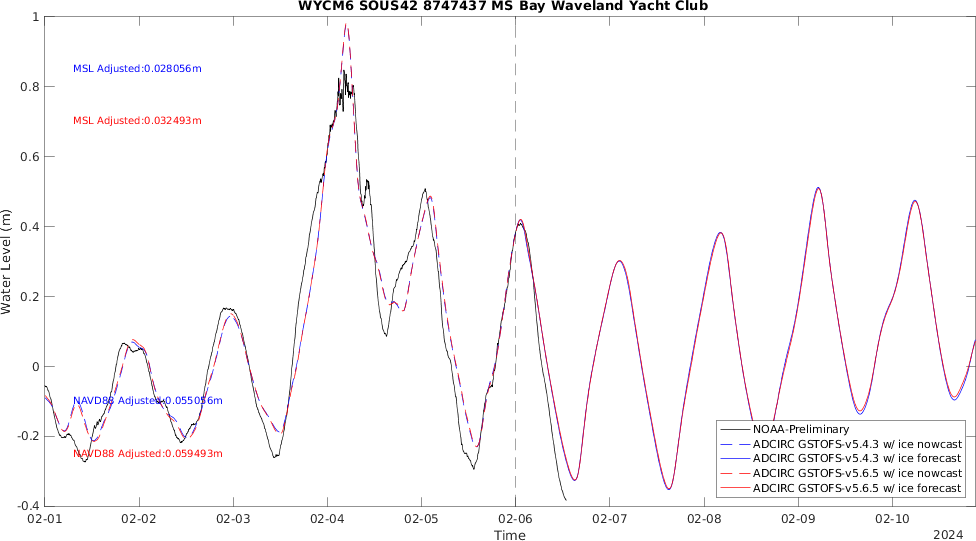 WYCM6 SOUS42 8747437 MS Bay Waveland Yacht Club
1
0.8
0.6
0.4
0.2
0
-0.2
-0.4
Water Level (m)
MSL Adjusted:0.028056m
MSL Adjusted:0.032493m
NAVD88 Adjusted:0.055056m
NAVD88 Adjusted:0.059493m
NOAA-Preliminary
ADCIRC GSTOFS-v5.4.3 w/ ice nowcast
ADCIRC GSTOFS-v5.4.3 w/ ice forecast
ADCIRC GSTOFS-v5.6.5 w/ ice nowcast
ADCIRC GSTOFS-v5.6.5 w/ ice forecast
02-01 02-02 02-03 02-04 02-05 02-06 02-07 02-08 02-09 02-10
Time
2024